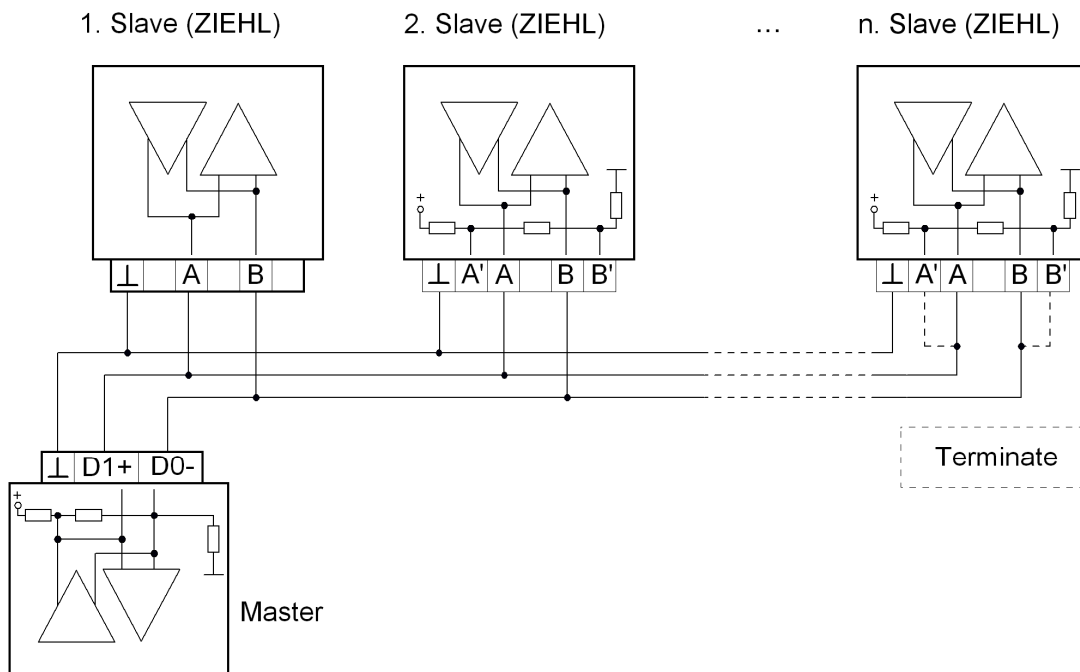 1. Slave (ZIEHL) 2. Slave (ZIEHL) ... n. Slave (ZIEHL)
+ +
⊥ A B ⊥ A' A B B' ⊥ A' A B B'
⊥ D1+ D0-
Terminate
+
Master